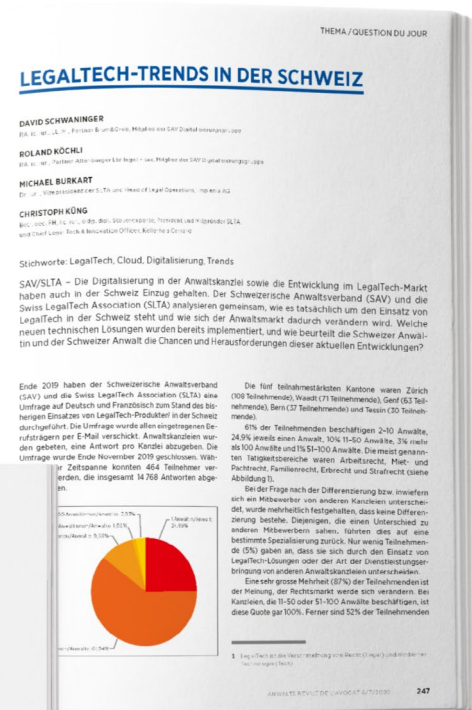 THEMA / QUESTION DU JOUR
LEGALTECH-TRENDS IN DER SCHWEIZ
DAVID SCHWANINGER
ROLAND KÖCHLI
MICHAEL BURKART
CHRISTOPH KÜNG
Stichworte: LegalTech, Cloud, Digitalisierung, Trends
SAV/SLTA – Die Digitalisierung in der Anwaltskanzlei sowie die Entwicklung im LegalTech-Markt
haben auch in der Schweiz Einzug gehalten. Der Schweizerische Anwaltsverband (SAV) und die
Swiss LegalTech Association (SLTA) analysieren gemeinsam, wie es tatsächlich um den Einsatz von
LegalTech in der Schweiz steht und wie sich der Anwaltsmarkt dadurch verändern wird. Welche
neuen technischen Lösungen wurden bereits implementiert, und wie beurteilt die Schweizer Anwäl-
tin und der Schweizer Anwalt die Chancen und Herausforderungen dieser aktuellen Entwicklungen?
Ende 2019 haben der Schweizerische Anwaltsverband
(SAV) und die Swiss LegalTech Association (SLTA) eine
Umfrage auf Deutsch und Französisch zum Stand des bis-
herigen Einsatzes von LegalTech-Produkten¹ in der Schweiz
durchgeführt. Die Umfrage wurde allen eingetragenen Be-
rufsträgern per E-Mail verschickt. Anwaltskanzleien wur-
den gebeten, eine Antwort pro Kanzlei abzugeben. Die
Umfrage wurde Ende November 2019 geschlossen. Wäh-
r Zeitspanne konnten 464 Teilnehmer ver-
erden, die insgesamt 14 768 Antworten abge-
en.
Die fünf teilnahmestärksten Kantone waren Zürich
(108 Teilnehmende), Waadt (71 Teilnehmende), Genf (63 Teil-
nehmende), Bern (37 Teilnehmende) und Tessin (30 Teilneh-
mende).
61% der Teilnehmenden beschäftigen 2–10 Anwälte,
24,9% jeweils einen Anwalt, 10% 11–50 Anwälte, 3% mehr
als 100 Anwälte und 1% 51–100 Anwälte. Die meist genann-
ten Tätigkeitsbereiche waren Arbeitsrecht, Miet- und
Pachtrecht, Familienrecht, Erbrecht und Strafrecht (siehe
Abbildung 1).
Bei der Frage nach der Differenzierung bzw. inwiefern
sich ein Mitbewerber von anderen Kanzleien unterschei-
det, wurde mehrheitlich festgehalten, dass keine Differen-
zierung bestehe. Diejenigen, die einen Unterschied zu
anderen Mitbewerbern sahen, führten dies auf eine
bestimmte Spezialisierung zurück. Nur wenig Teilnehmen-
de (5%) gaben an, dass sie sich durch den Einsatz von
LegalTech-Lösungen oder der Art der Dienstleistungser-
bringung von anderen Anwaltskanzleien unterscheiden.
Eine sehr grosse Mehrheit (87%) der Teilnehmenden ist
der Meinung, der Rechtsmarkt werde sich verändern. Bei
Kanzleien, die 11–50 oder 51–100 Anwälte beschäftigen, ist
diese Quote gar 100%. Ferner sind 52% der Teilnehmenden
247